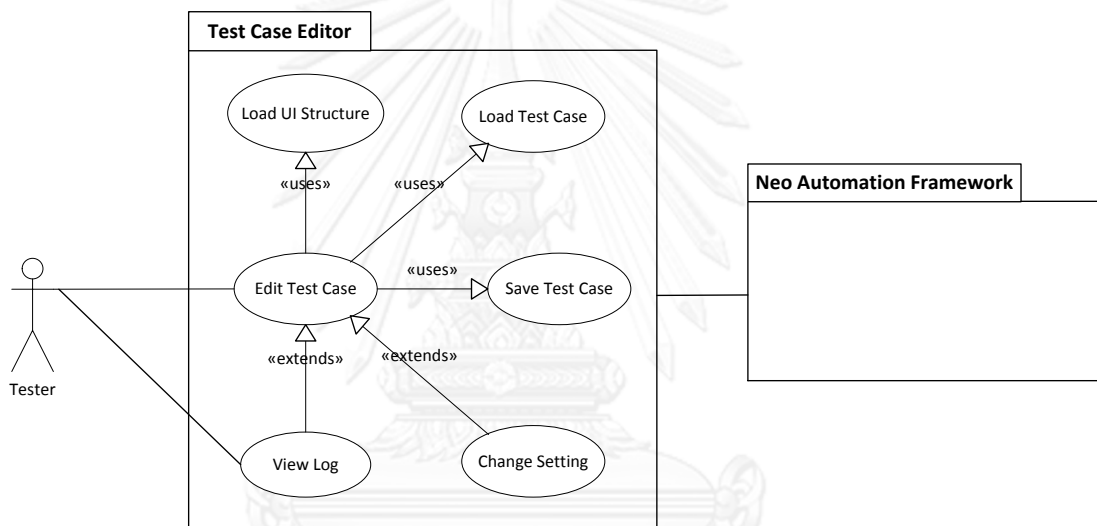 Test Case Editor
Load UI Structure
Load Test Case
«uses»
«uses»
Neo Automation Framework
«uses»
Edit Test Case
Save Test Case
«extends»
«extends»
Tester
View Log
Change Setting